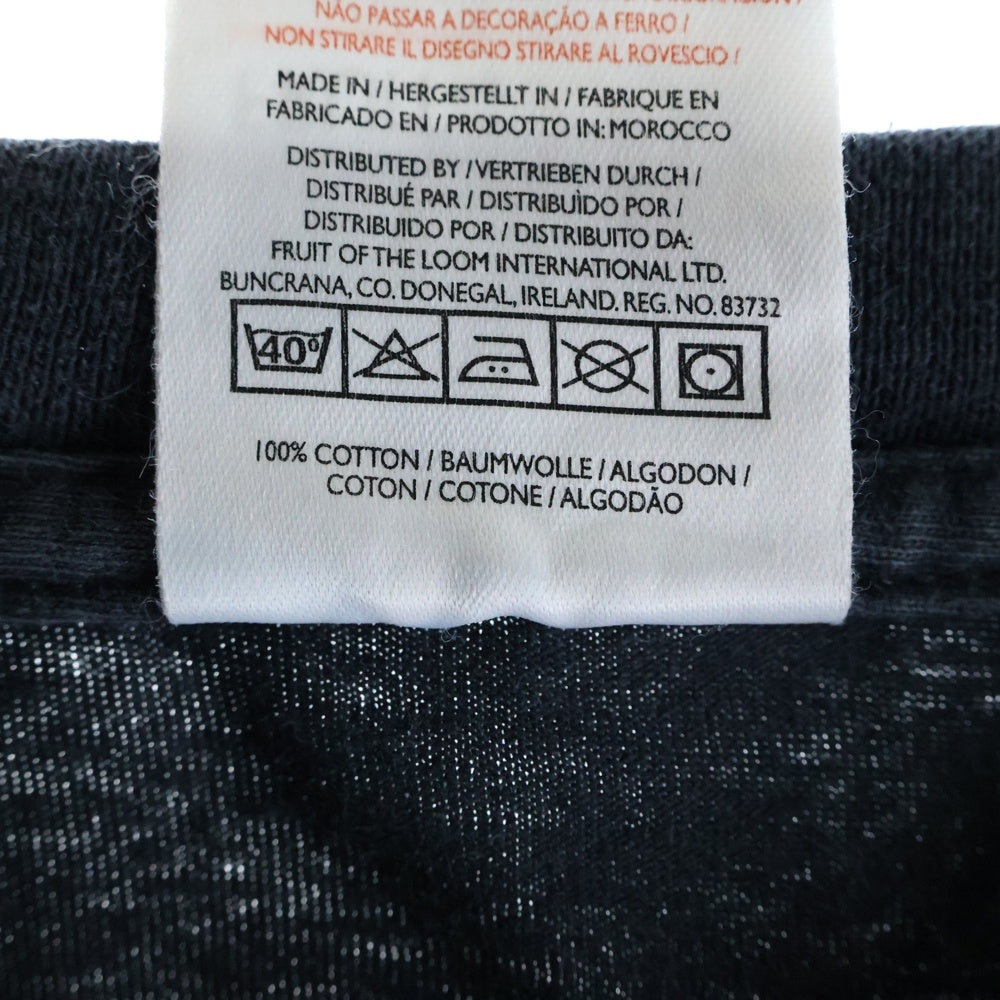 NÃO PASSAR A DECORAÇÃO A FERRO /
NON STIRARE IL DISEGNO STIRARE AL ROVESCIO /
MADE IN / HERGESTELLT IN / FABRIQUE EN
FABRICADO EN / PRODOTTO IN: MOROCCO
DISTRIBUTED BY / VERTRIEBEN DURCH /
DISTRIBUÉ PAR / DISTRIBUÌDO POR /
DISTRIBUIDO POR / DISTRIBUITO DA:
FRUIT OF THE LOOM INTERNATIONAL LTD.
BUNCRANA, CO. DONEGAL, IRELAND. REG. NO. 83732
40º
100% COTTON / BAUMWOLLE / ALGODON /
COTON / COTONE / ALGODÃO